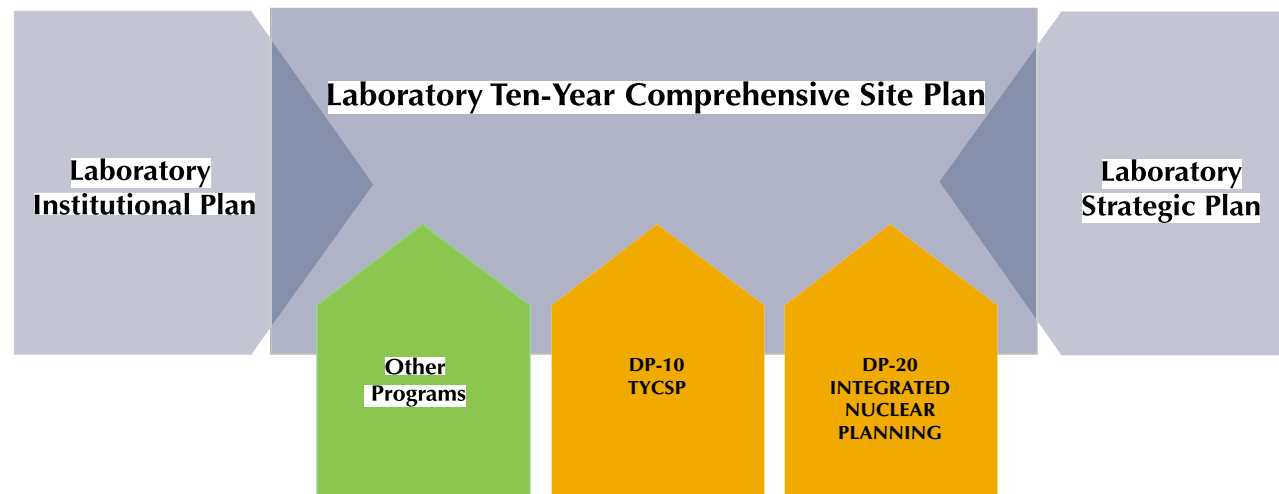 Laboratory Ten-Year Comprehensive Site Plan
Laboratory
Institutional Plan
Laboratory
Strategic Plan
Other
Programs
DP-10
TYCSP
DP-20
INTEGRATED
NUCLEAR
PLANNING